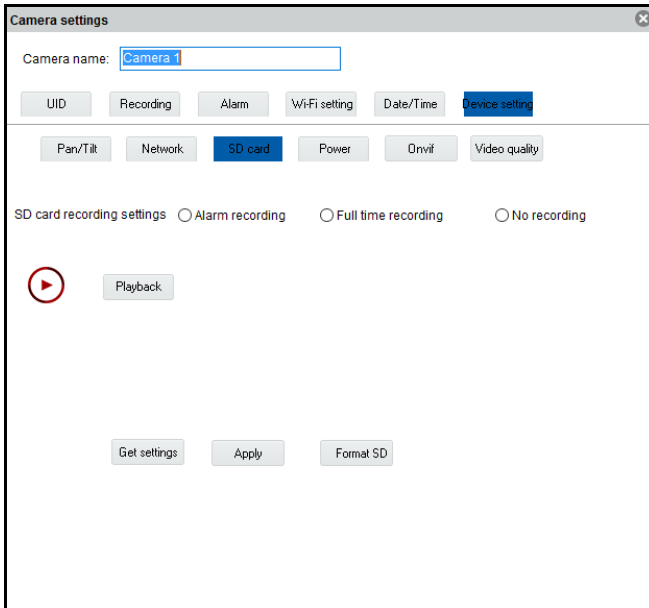 Camera settings
Camera name: Camera 1
UID Recording Alarm Wi-Fi setting Date/Time Device setting
Pan/Tilt Network SD card Power Onvif Video quality
SD card recording settings Alarm recording Full time recording No recording
Playback
Get settings Apply Format SD